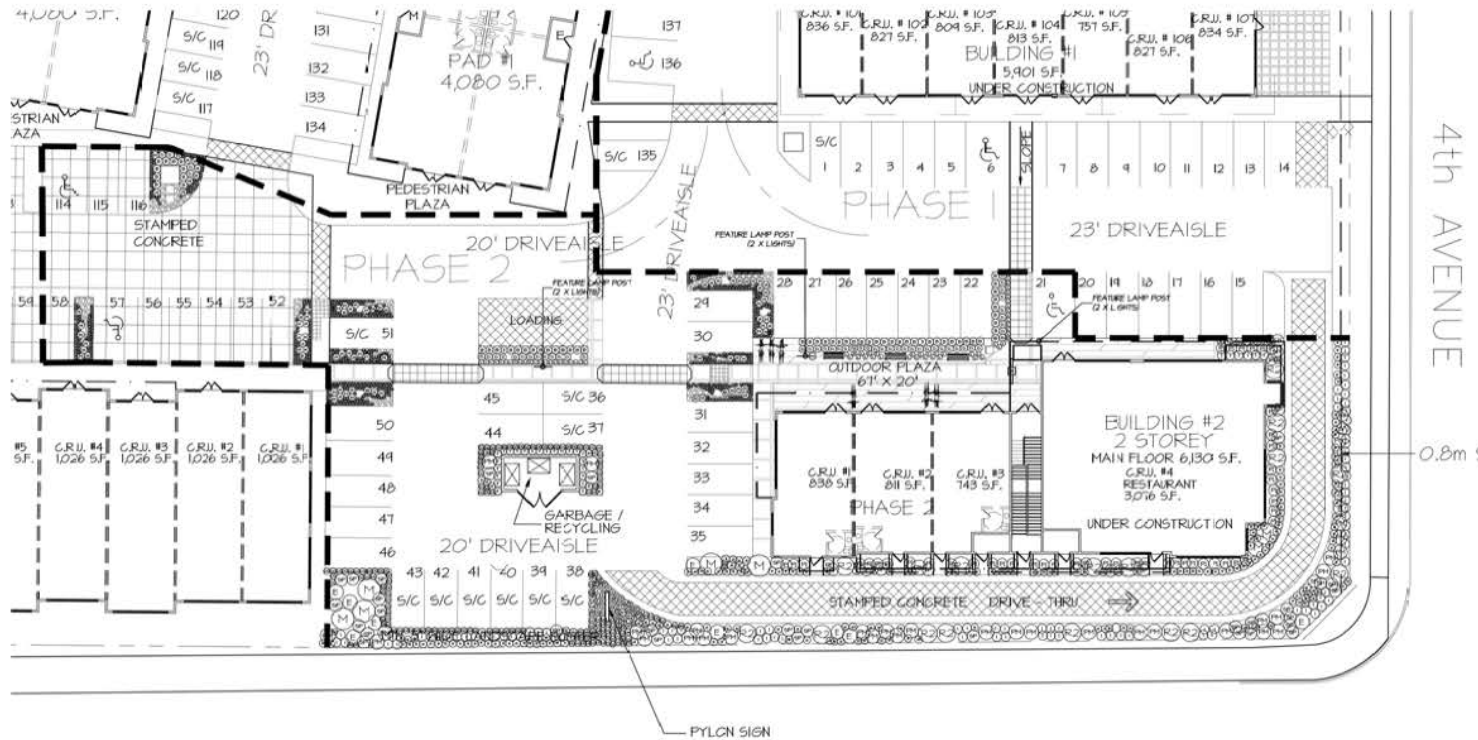 4,080 S.F.
120
S/C 119
S/C 118
S/C 117
23' DR
131
132
133
134
M
E
PAD #1
4,080 S.F.
137
136
S/C 135
C.R.U. # 101
836 S.F.
C.R.U. # 102
827 S.F.
C.R.U. # 103
809 S.F.
C.R.U. # 104
813 S.F.
C.R.U. # 105
757 S.F.
C.R.U. # 106
827 S.F.
C.R.U. # 107
834 S.F.
BUILDING #1
5,901 S.F.
UNDER CONSTRUCTION
4th AVENUE
STRIAN
LAZA
PEDESTRIAN
PLAZA
S/C
1 2 3 4 5 6
SLOPE
7 8 9 10 11 12 13 14
114 115 116
STAMPED
CONCRETE
PHASE 1
20' DRIVEAISLE
23' DRIVEAISLE
23' DRIVEAISLE
PHASE 2
FEATURE LAMP POST
(2 X LIGHTS)
FEATURE LAMP POST
(2 X LIGHTS)
FEATURE LAMP POST
(2 X LIGHTS)
59 58 57 56 55 54 53 52
S/C 51
LOADING
29
30
28 27 26 25 24 23 22
21 20 19 18 17 16 15
OUTDOOR PLAZA
67' X 20'
45
44
S/C 36
S/C 37
50
49
48
47
46
31
32
33
34
35
#5
S.F.
C.R.U. #4
1,026 S.F.
C.R.U. #3
1,026 S.F.
C.R.U. #2
1,026 S.F.
C.R.U. #1
1,026 S.F.
GARBAGE /
RECYCLING
20' DRIVEAISLE
C.R.U. #1
838 S.F.
C.R.U. #2
811 S.F.
C.R.U. #3
743 S.F.
PHASE 2
BUILDING #2
2 STOREY
MAIN FLOOR 6,130 S.F.
C.R.U. #4
RESTAURANT
3,076 S.F.
UNDER CONSTRUCTION
0.8m
43 42 41 40 39 38
S/C S/C S/C S/C S/C S/C
STAMPED CONCRETE DRIVE - THRU
PYLON SIGN